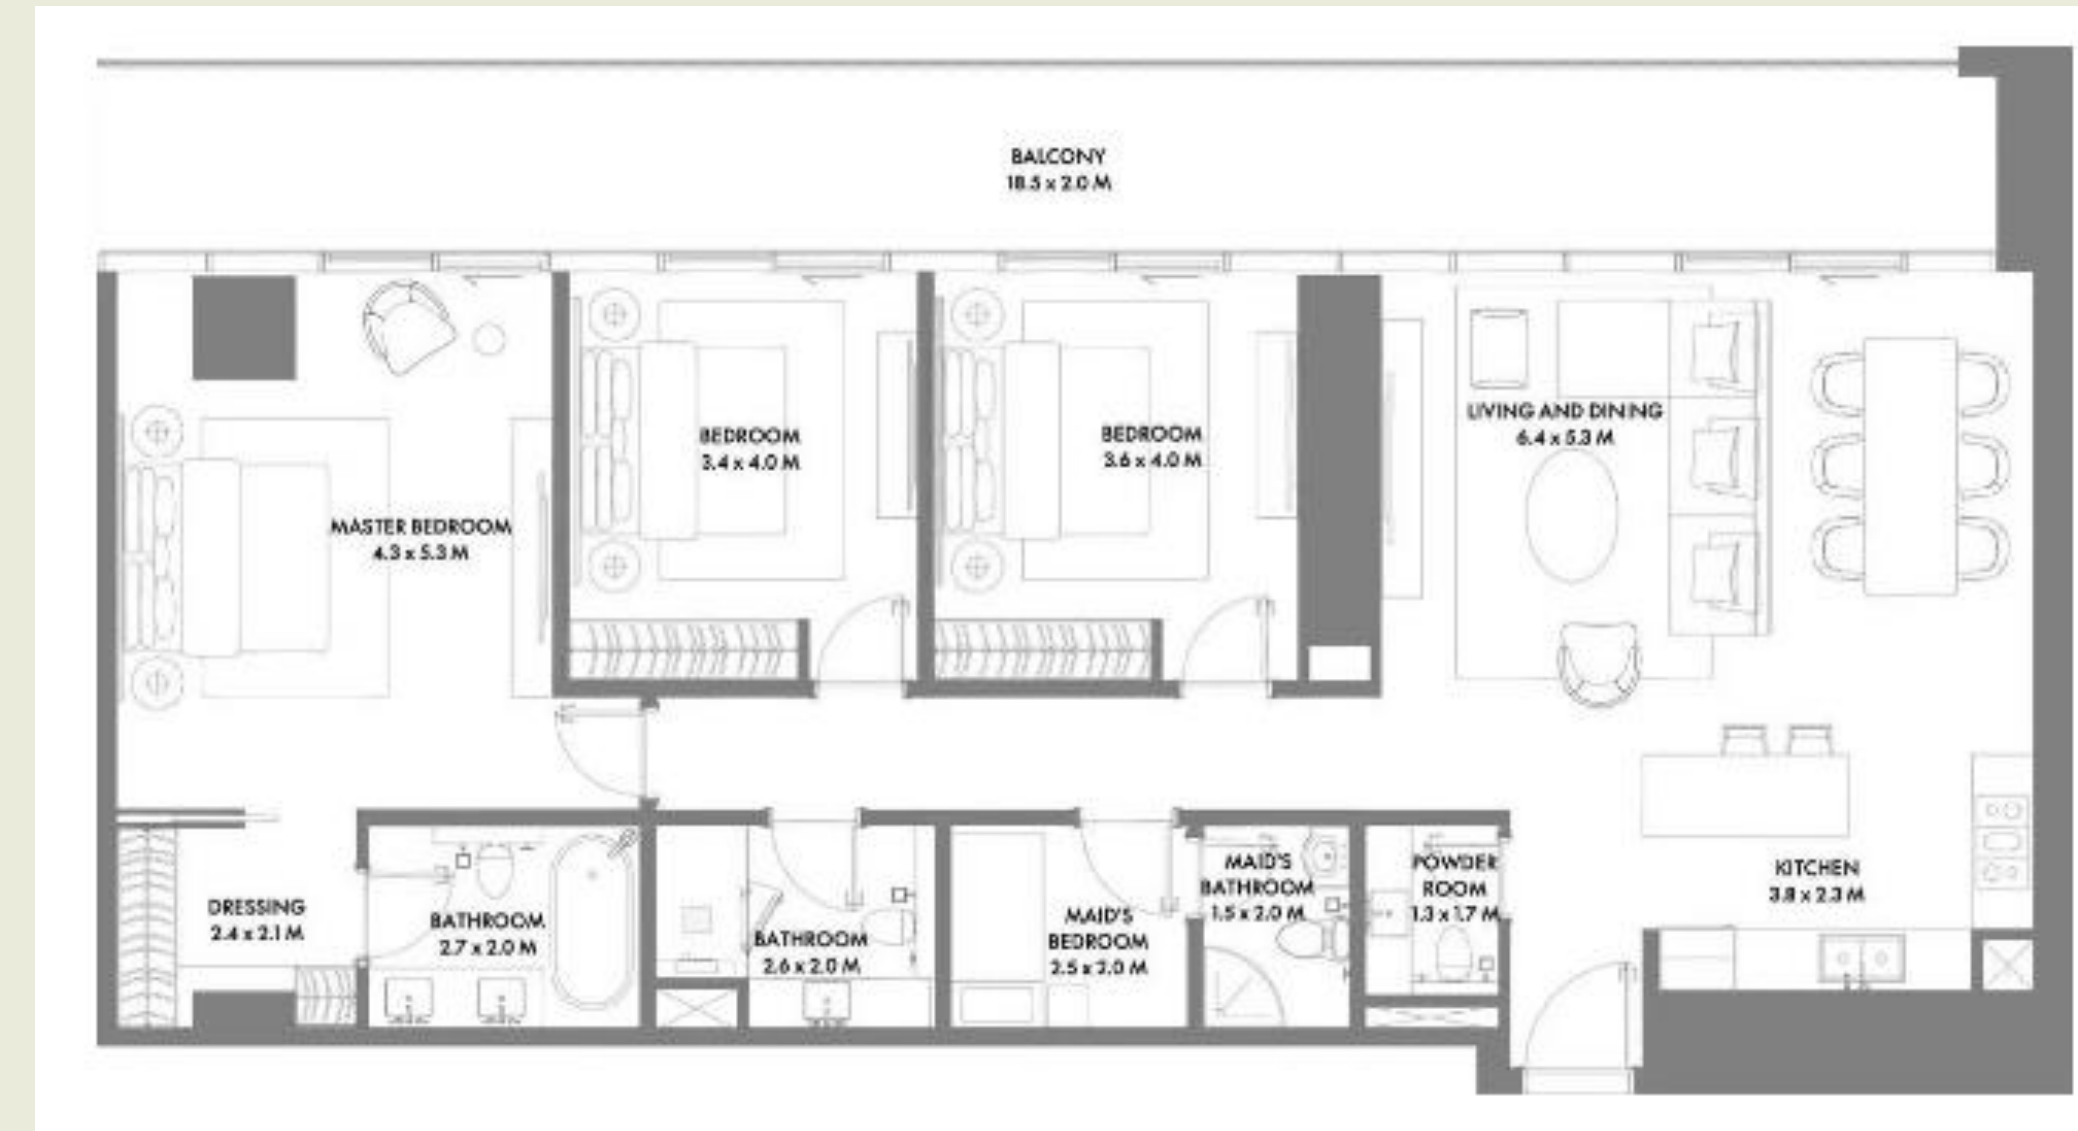 BALCONY
18.5 x 2.0 M
BEDROOM
3.4 x 4.0 M
BEDROOM
3.6 x 4.0 M
LIVING AND DINING
6.4 x 5.3 M
MASTER BEDROOM
4.3 x 5.3 M
DRESSING
2.4 x 2.1 M
BATHROOM
2.7 x 2.0 M
BATHROOM
2.6 x 2.0 M
MAID'S
BEDROOM
2.5 x 2.0 M
MAID'S
BATHROOM
1.5 x 2.0 M
POWDER
ROOM
1.3 x 1.7 M
KITCHEN
3.8 x 2.3 M